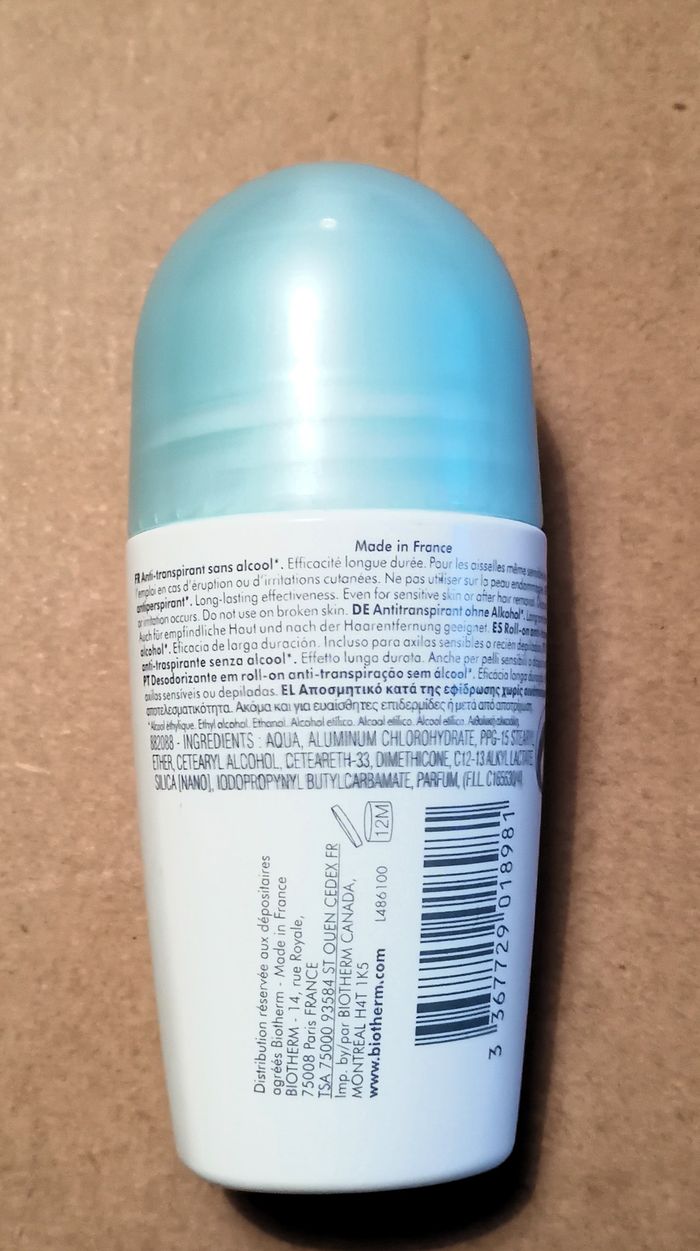 Made in France
FR Anti-transpirant sans alcool*. Efficacité longue durée. Pour les aisselles même
l'emploi en cas d'éruption ou d'irritations cutanées. Ne pas utiliser sur la peau
antiperspirant*. Long-lasting effectiveness. Even for sensitive skin or after hair removal.
or irritation occurs. Do not use on broken skin. DE Antitranspirant ohne Alkohol*.
Auch für empfindliche Haut und nach der Haarentfernung geeignet. ES Roll-on
alcohol*. Eficacia de larga duración. Incluso para axilas sensibles o recién
anti-traspirante senza alcool*. Effetto lunga durata. Anche per pelli sensibili o
PT Desodorizante em roll-on anti-transpiração sem álcool*. Eficácia longa
axilas sensíveis ou depiladas. EL Αποσμητικό κατά της εφίδρωσης χωρίς
αποτελεσματικότητα. Ακόμα και για ευαίσθητες επιδερμίδες ή μετά από αποτρίχωση.
*Alcool éthylique. Ethyl alcohol. Ethanol. Alcohol etílico. Alcool etilico. Álcool etílico.
882088 - INGREDIENTS : AQUA, ALUMINUM CHLOROHYDRATE, PPG-15 STEARYL
ETHER, CETEARYL ALCOHOL, CETEARETH-33, DIMETHICONE, C12-13 ALKYL LACTATE,
SILICA [NANO], IODOPROPYNYL BUTYLCARBAMATE, PARFUM, (F.I.L. C165630/4)
12M
Distribution réservée aux dépositaires
agréés Biotherm - Made in France
BIOTHERM - 14, rue Royale,
75008 Paris FRANCE
TSA 75000 93584 ST OUEN CEDEX FR
Imp. by/par BIOTHERM CANADA,
MONTREAL H4T 1K5
www.biotherm.com L486100
3 367729 018981